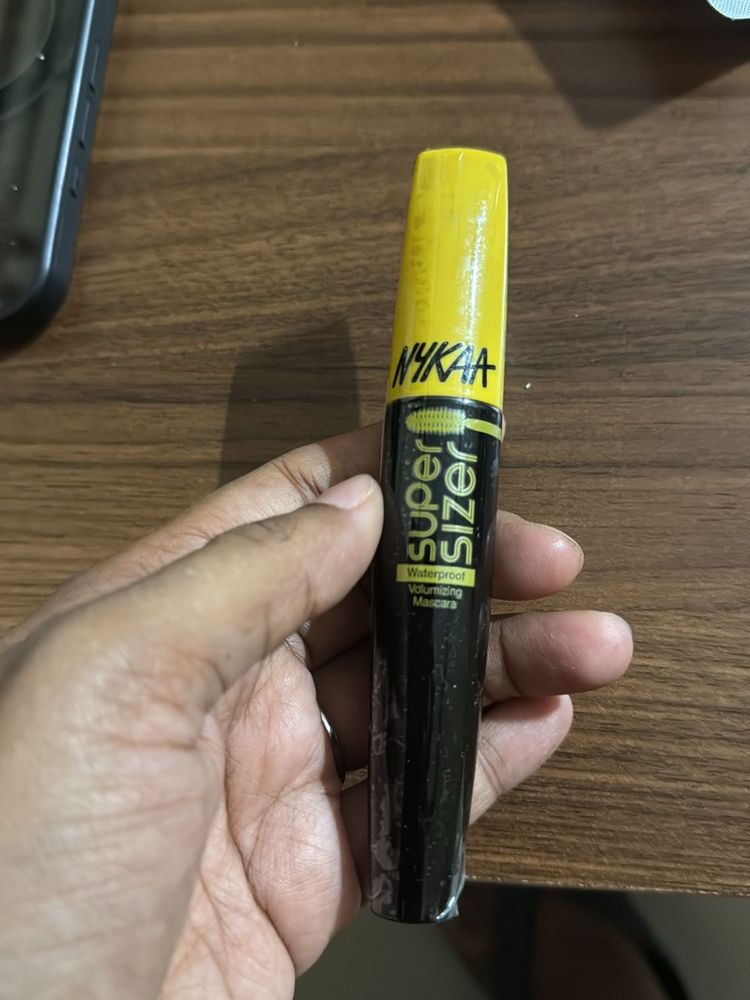 NYKAA
super
sizer
Waterproof
Volumizing
Mascara